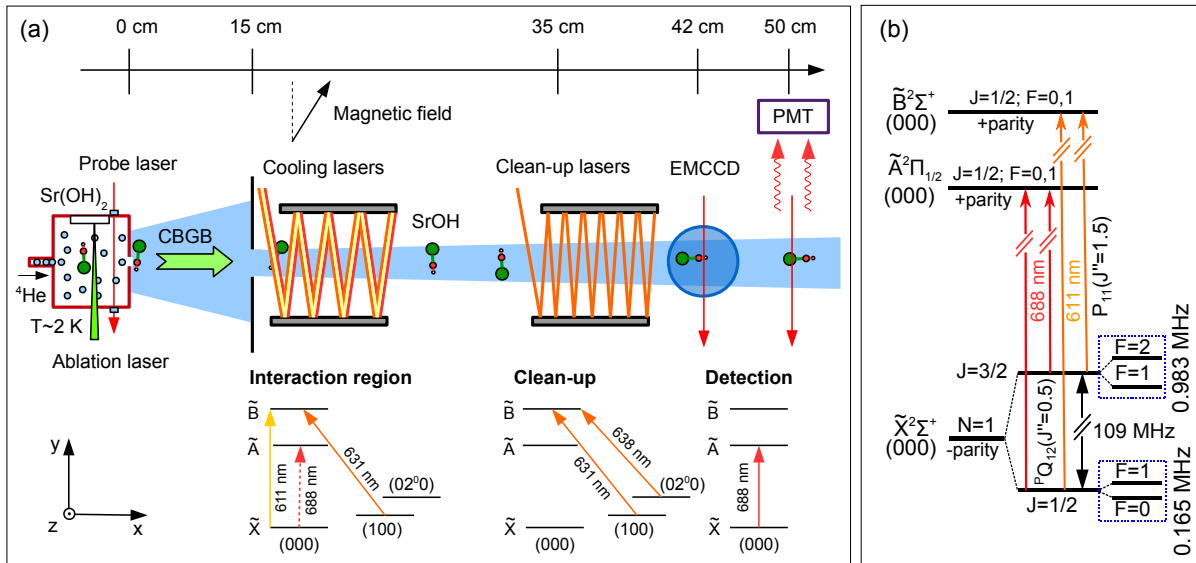 (a)
0 cm
15 cm
35 cm
42 cm
50 cm
Magnetic field
PMT
Probe laser
Cooling lasers
Clean-up lasers
EMCCD
Sr(OH)₂
CBGB
SrOH
⁴He
T~2 K
Ablation laser
Interaction region
Clean-up
Detection
B̃
Ã
X̃
611 nm
688 nm
631 nm
(02⁰0)
(100)
(000)
B̃
Ã
X̃
631 nm
638 nm
(02⁰0)
(100)
(000)
B̃
Ã
X̃
688 nm
(000)
y
z
x
(b)
B̃²Σ⁺
(000)
J=1/2; F=0,1
+parity
òùΠ₁/₂
(000)
J=1/2; F=0,1
+parity
688 nm
611 nm
P₁₁(J"=1.5)
ᴾQ₁₂(J"=0.5)
J=3/2
F=2
F=1
0.983 MHz
X̃²Σ⁺
(000)
N=1
-parity
109 MHz
J=1/2
F=1
F=0
0.165 MHz